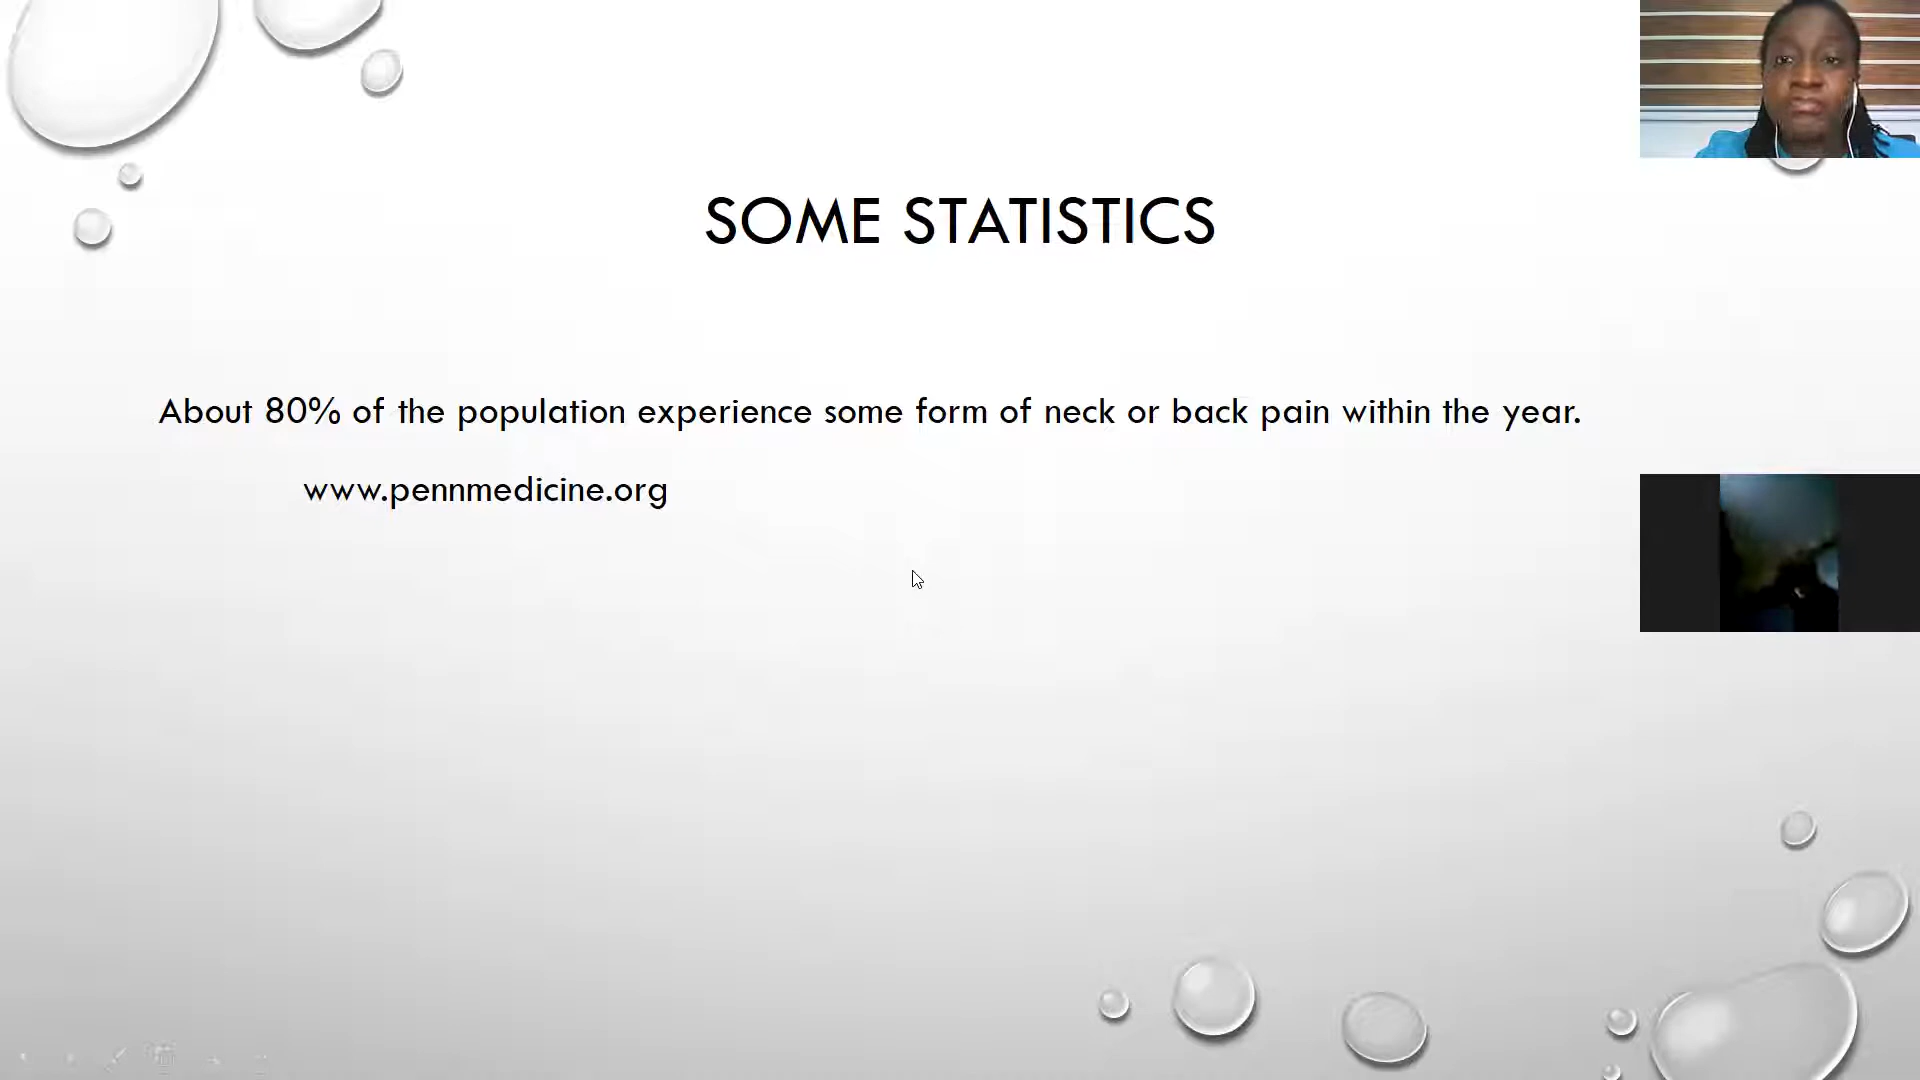 SOME STATISTICS
About 80% of the population experience some form of neck or back pain within the year.
www.pennmedicine.org